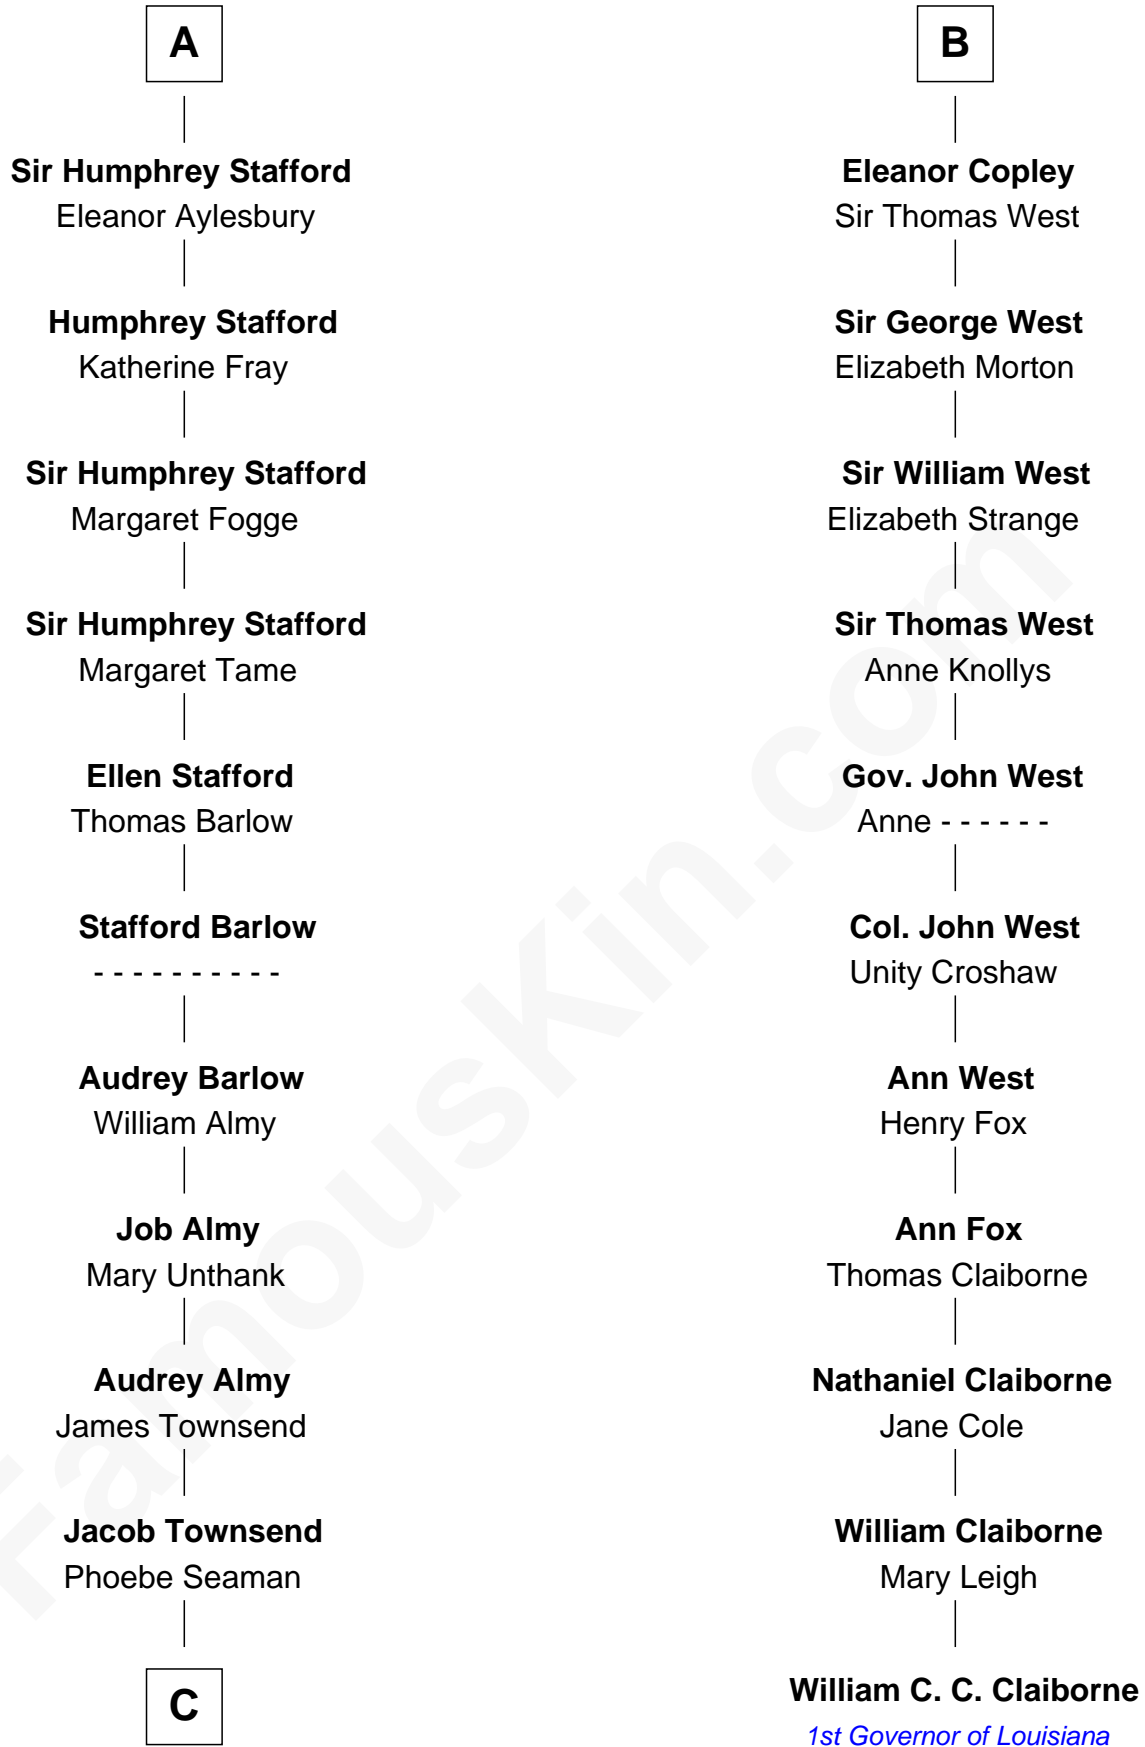 A
Sir Humphrey Stafford
Eleanor Aylesbury
Humphrey Stafford
Katherine Fray
Sir Humphrey Stafford
Margaret Fogge
Sir Humphrey Stafford
Margaret Tame
Ellen Stafford
Thomas Barlow
Stafford Barlow
- - - - - - - - - -
Audrey Barlow
William Almy
Job Almy
Mary Unthank
Audrey Almy
James Townsend
Jacob Townsend
Phoebe Seaman
C
B
Eleanor Copley
Sir Thomas West
Sir George West
Elizabeth Morton
Sir William West
Elizabeth Strange
Sir Thomas West
Anne Knollys
Gov. John West
Anne - - - - - -
Col. John West
Unity Croshaw
Ann West
Henry Fox
Ann Fox
Thomas Claiborne
Nathaniel Claiborne
Jane Cole
William Claiborne
Mary Leigh
William C. C. Claiborne
1st Governor of Louisiana
FamousKin.com